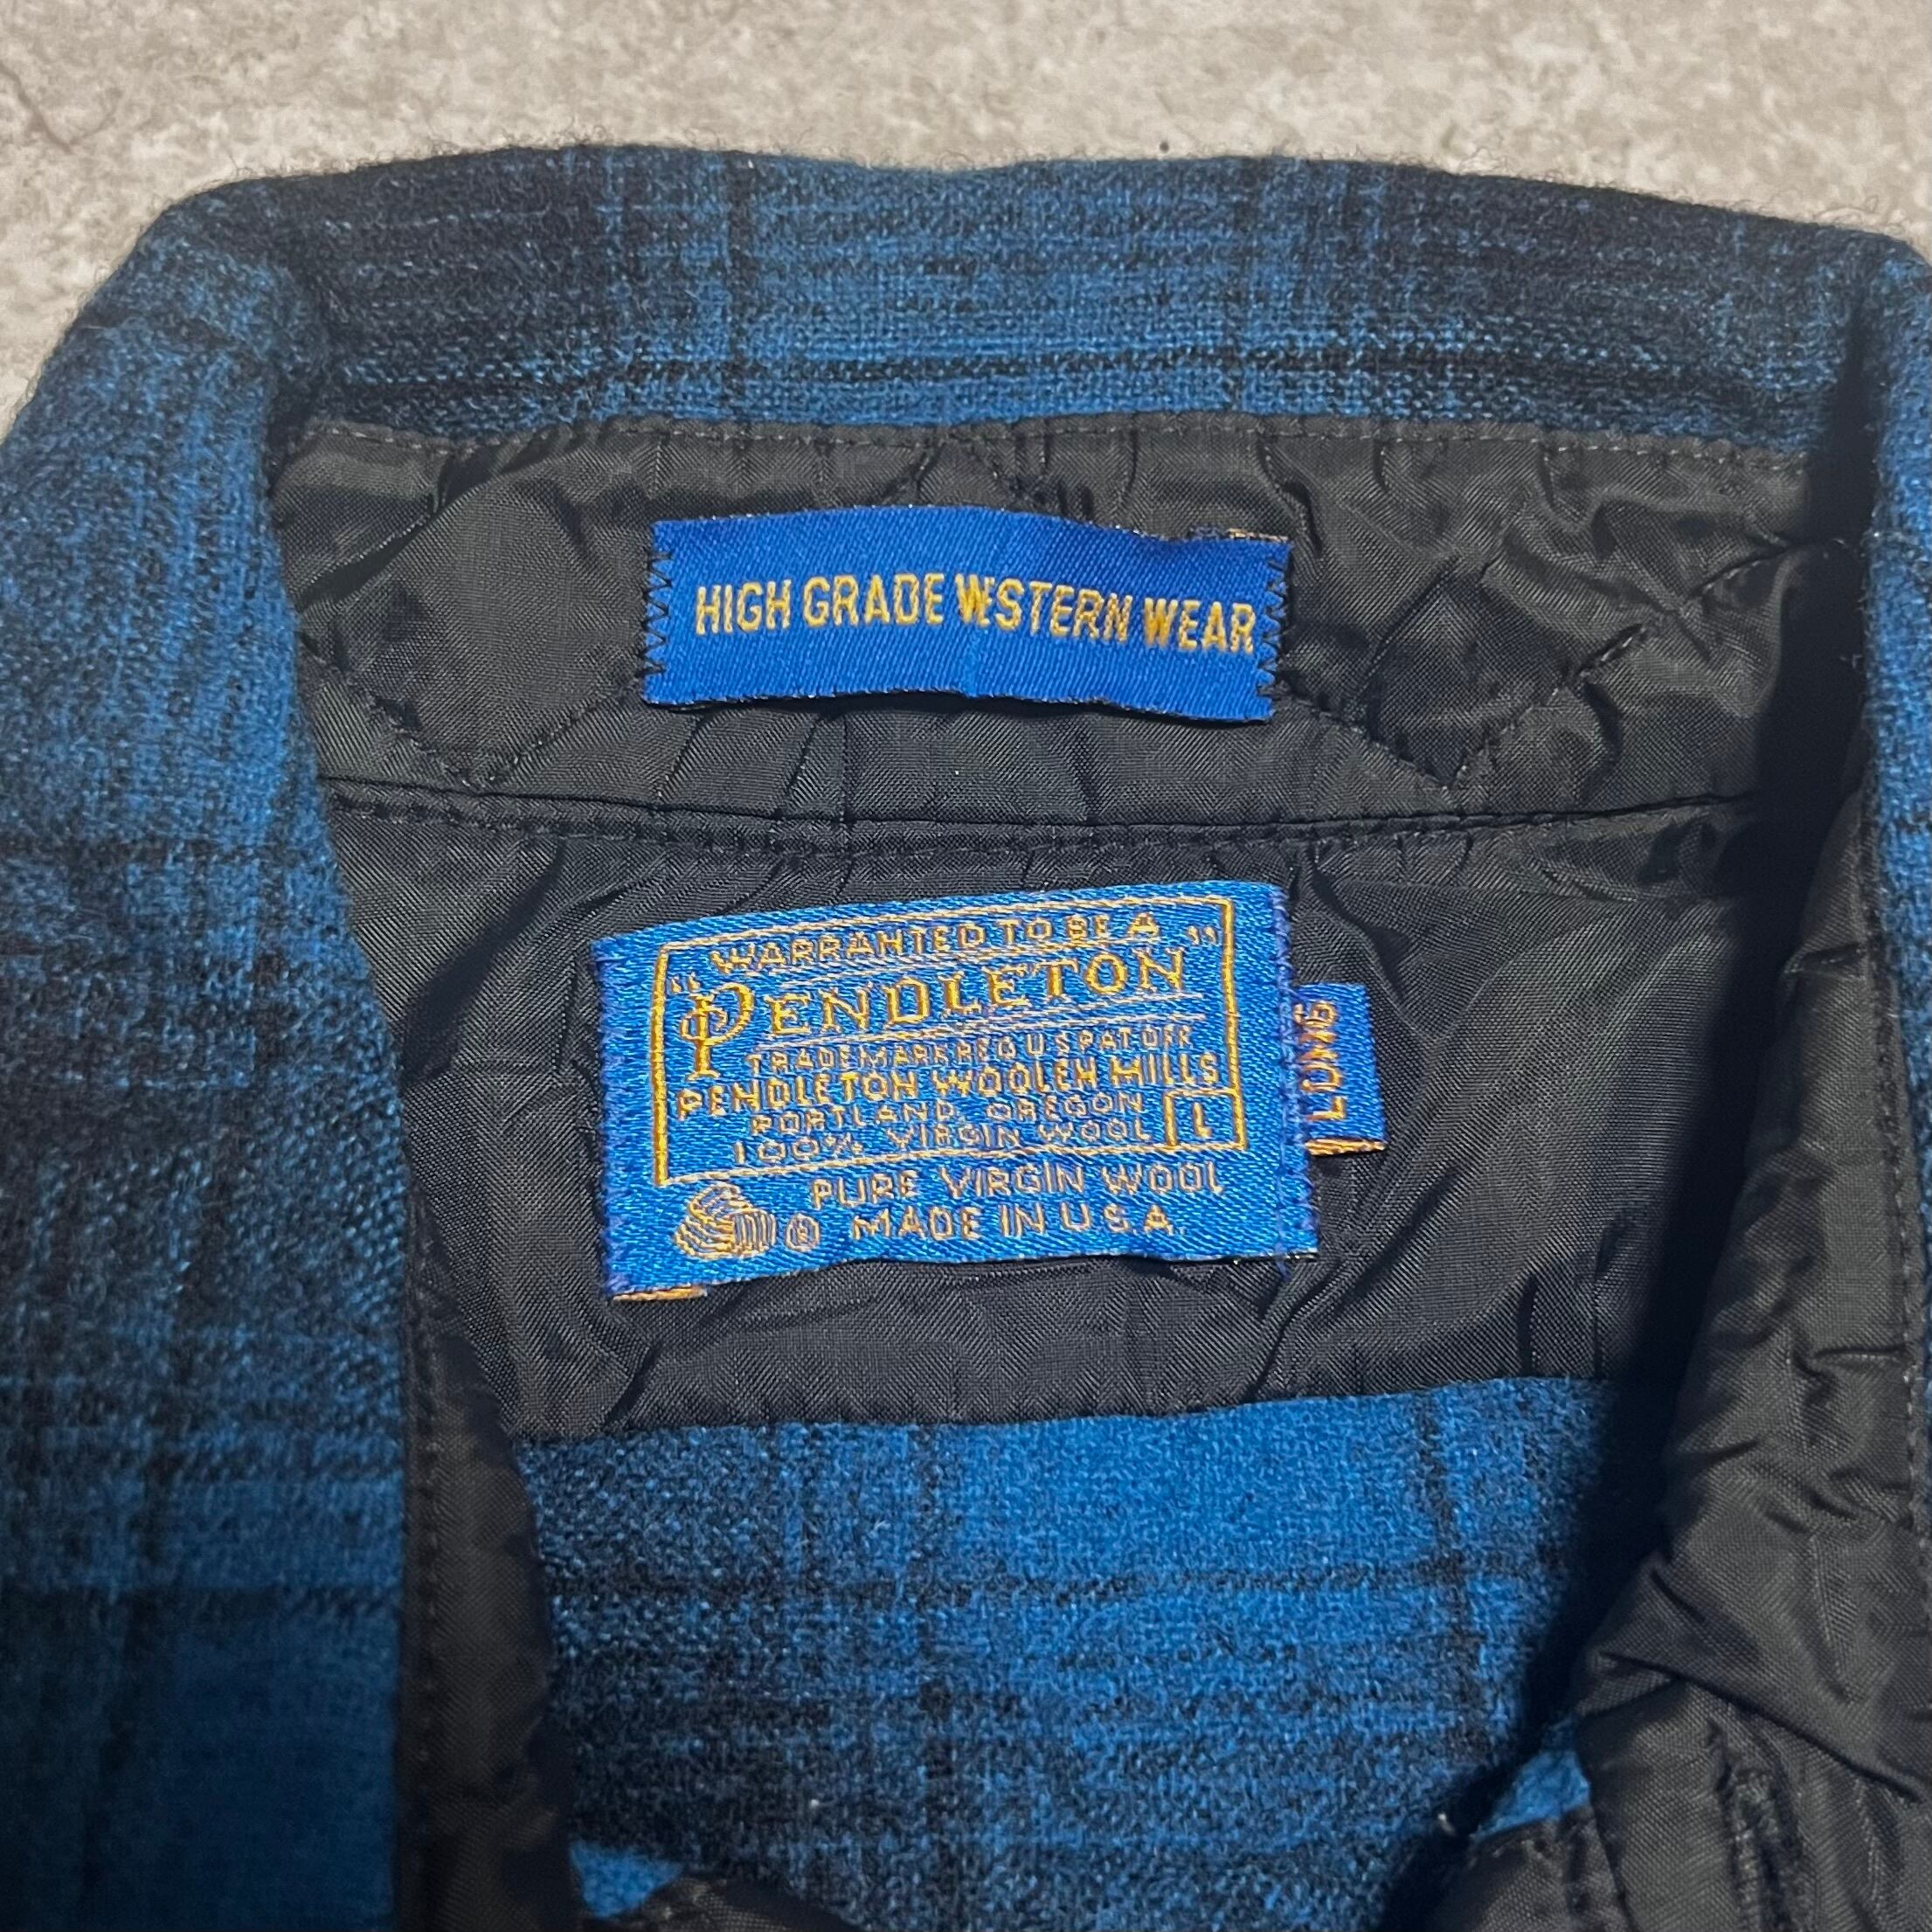 HIGH GRADE WESTERN WEAR
WARRANTED TO BE A
"PENDLETON"
TRADEMARK REG U S PAT OFF
PENDLETON WOOLEN MILLS
PORTLAND, OREGON
100% VIRGIN WOOL L
PURE VIRGIN WOOL
® MADE IN U.S.A.
LONG